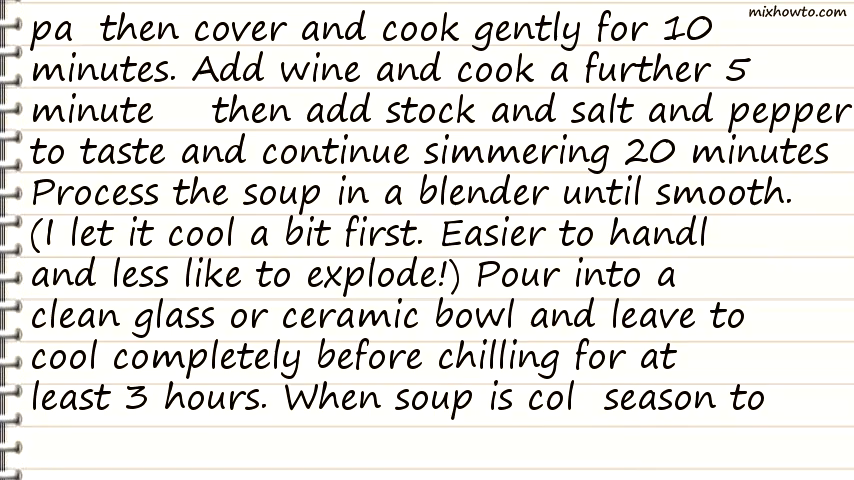 mixhowto.com
pa then cover and cook gently for 10
minutes. Add wine and cook a further 5
minute then add stock and salt and pepper
to taste and continue simmering 20 minutes
Process the soup in a blender until smooth.
(I let it cool a bit first. Easier to handl
and less like to explode!) Pour into a
clean glass or ceramic bowl and leave to
cool completely before chilling for at
least 3 hours. When soup is col season to